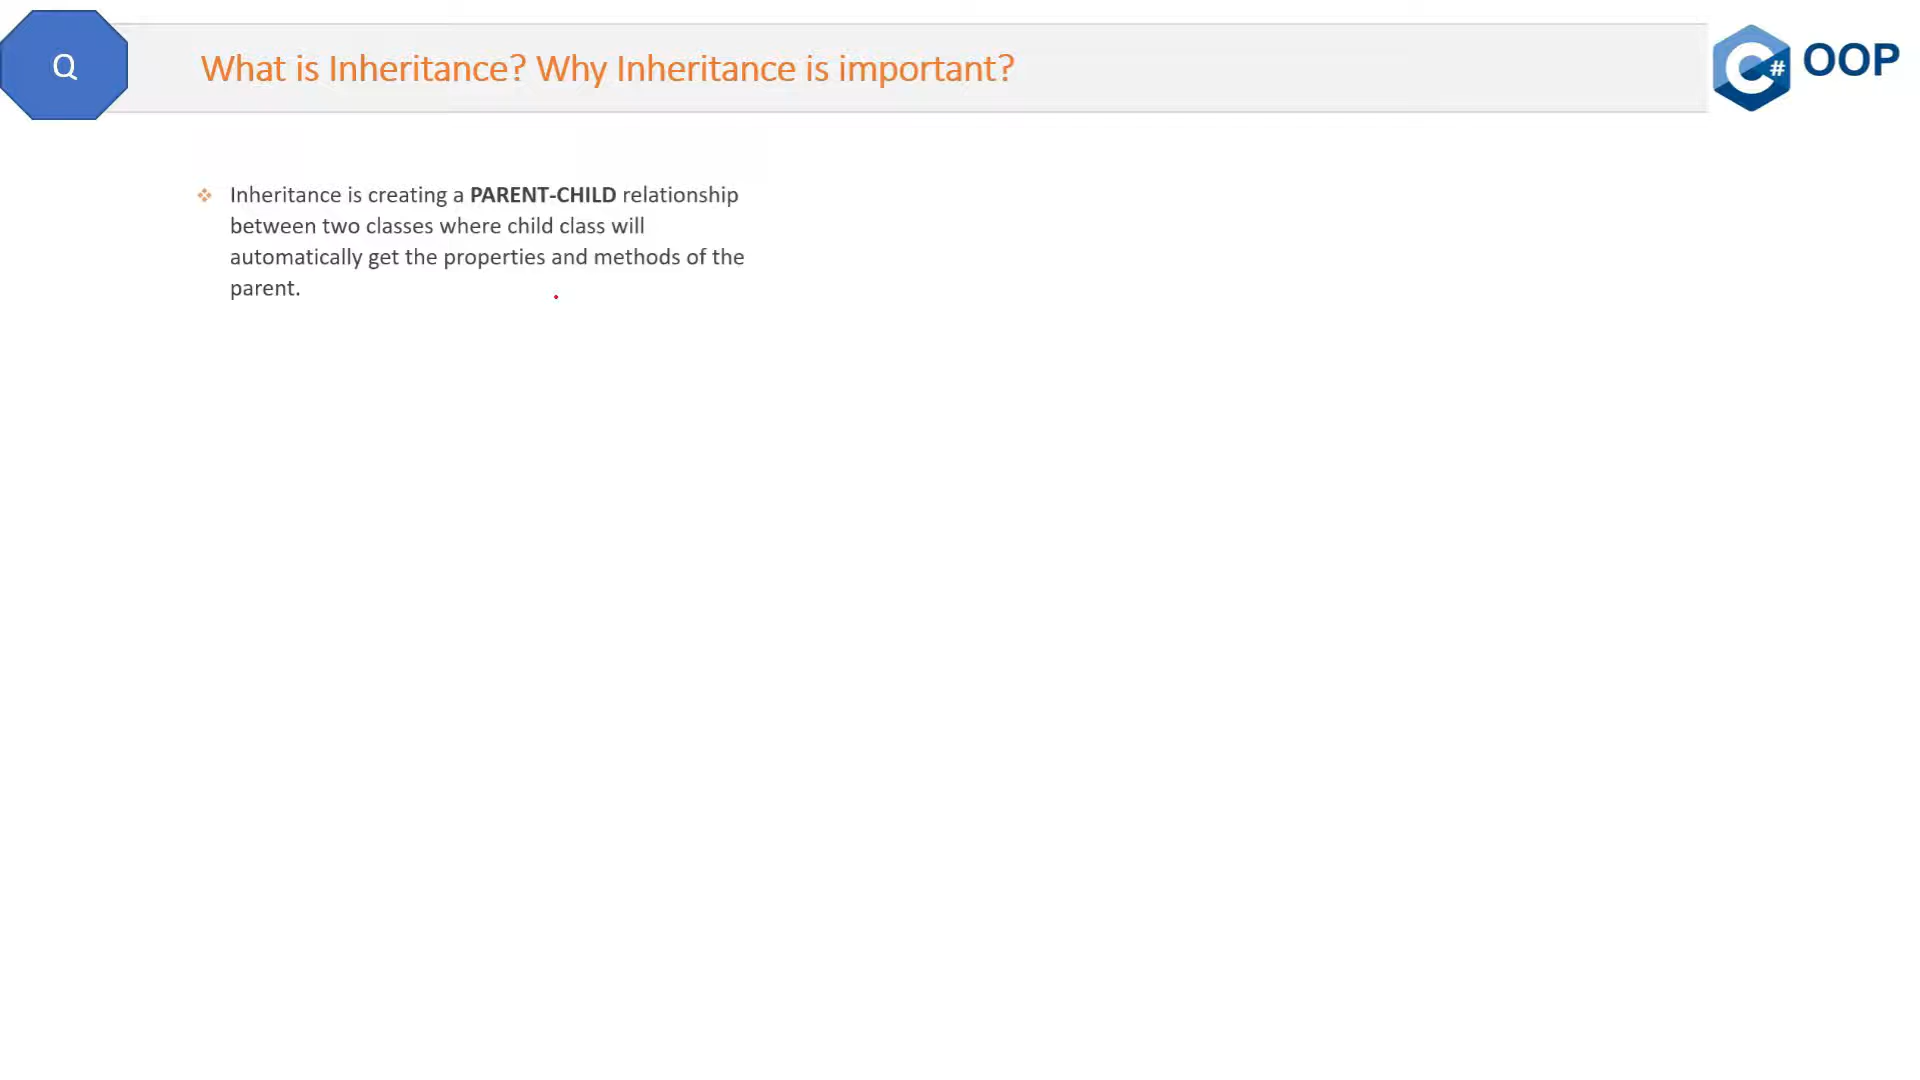 Q
What is Inheritance? Why Inheritance is important?
C# OOP
Inheritance is creating a PARENT-CHILD relationship
between two classes where child class will
automatically get the properties and methods of the
parent.